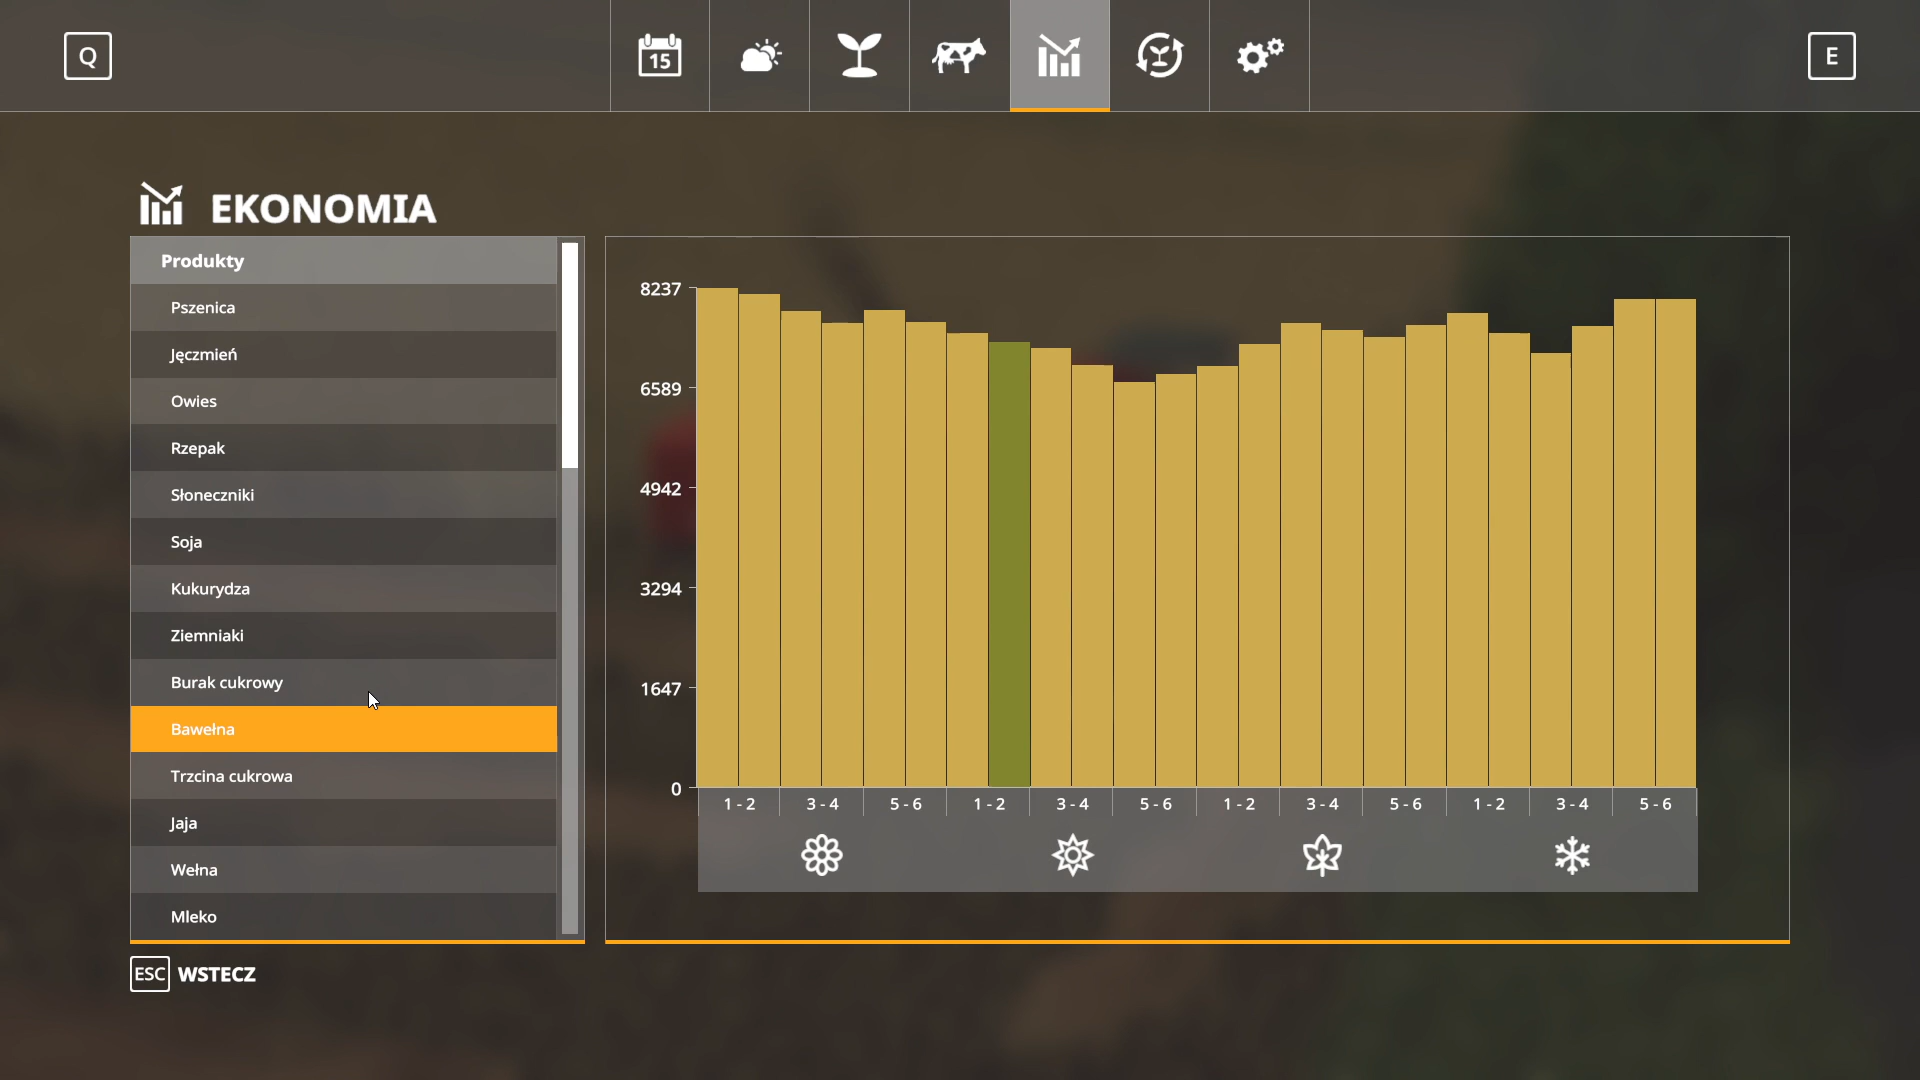 Q
15
E
EKONOMIA
Produkty
Pszenica
Jęczmień
Owies
Rzepak
Słoneczniki
Soja
Kukurydza
Ziemniaki
Burak cukrowy
Bawełna
Trzcina cukrowa
Jaja
Wełna
Mleko
8237
6589
4942
3294
1647
0
1 - 2 3 - 4 5 - 6 1 - 2 3 - 4 5 - 6 1 - 2 3 - 4 5 - 6 1 - 2 3 - 4 5 - 6
ESC WSTECZ